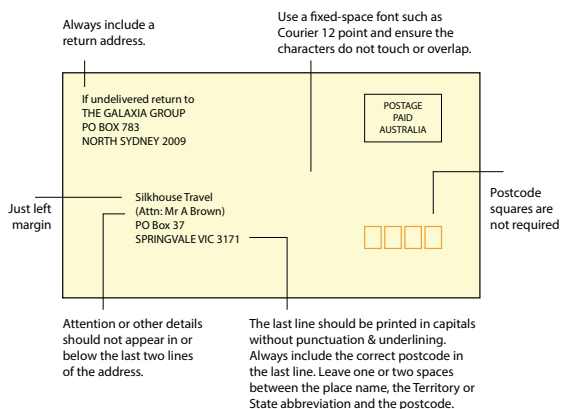 Always include a
return address.
Use a fixed-space font such as
Courier 12 point and ensure the
characters do not touch or overlap.
If undelivered return to
THE GALAXIA GROUP
PO BOX 783
NORTH SYDNEY 2009
POSTAGE
PAID
AUSTRALIA
Just left
margin
Silkhouse Travel
(Attn: Mr A Brown)
PO Box 37
SPRINGVALE VIC 3171
Postcode
squares are
not required
Attention or other details
should not appear in or
below the last two lines
of the address.
The last line should be printed in capitals
without punctuation & underlining.
Always include the correct postcode in
the last line. Leave one or two spaces
between the place name, the Territory or
State abbreviation and the postcode.